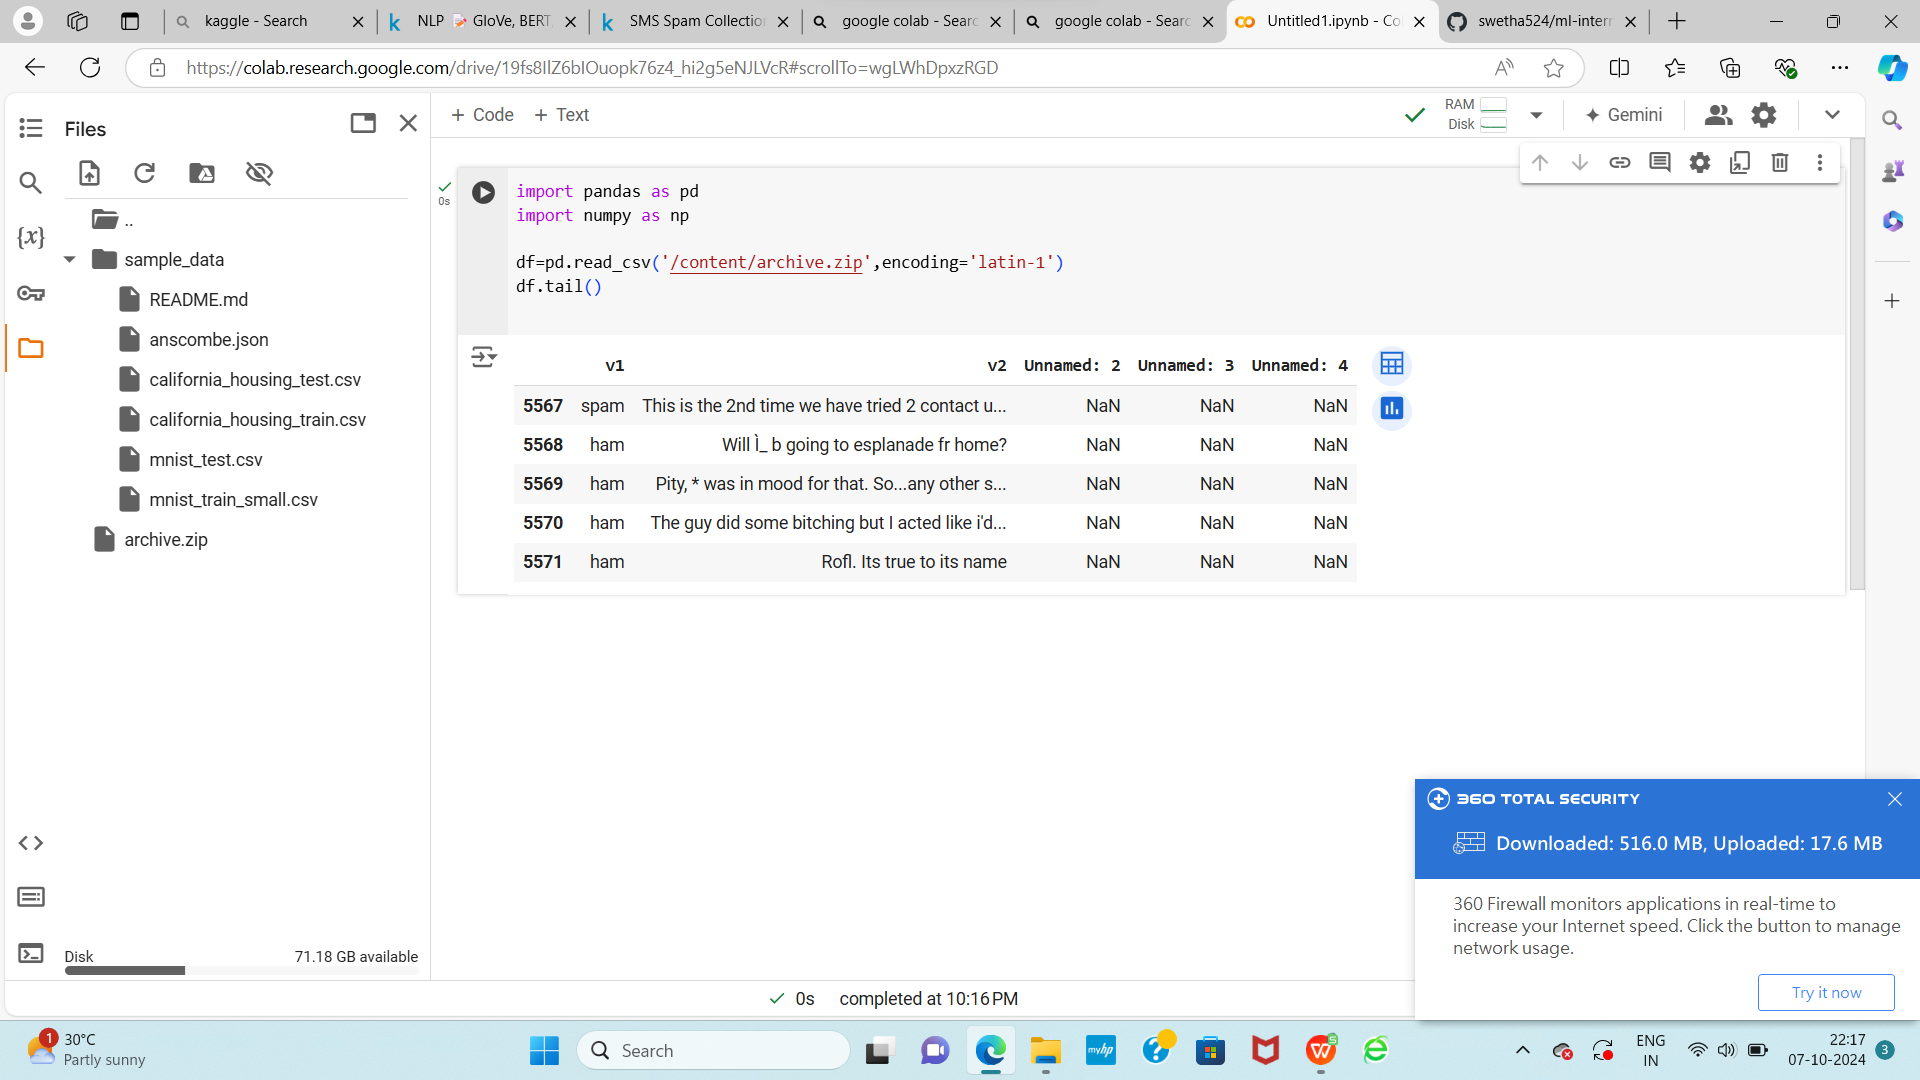 kaggle - Search
NLP 📝 GloVe, BERT,
SMS Spam Collection
google colab - Searc
google colab - Searc
Untitled1.ipynb - Co
swetha524/ml-intern
https://colab.research.google.com/drive/19fs8IlZ6bIOuopk76z4_hi2g5eNJLVcR#scrollTo=wgLWhDpxzRGD
Files
+ Code + Text
RAM
Disk
Gemini
..
sample_data
README.md
anscombe.json
california_housing_test.csv
california_housing_train.csv
mnist_test.csv
mnist_train_small.csv
archive.zip
Disk 71.18 GB available
{x}
0s
import pandas as pd
import numpy as np
df=pd.read_csv('/content/archive.zip',encoding='latin-1')
df.tail()
v1 v2 Unnamed: 2 Unnamed: 3 Unnamed: 4
5567 spam This is the 2nd time we have tried 2 contact u... NaN NaN NaN
5568 ham Will Ì_ b going to esplanade fr home? NaN NaN NaN
5569 ham Pity, * was in mood for that. So...any other s... NaN NaN NaN
5570 ham The guy did some bitching but I acted like i'd... NaN NaN NaN
5571 ham Rofl. Its true to its name NaN NaN NaN
360 TOTAL SECURITY
Downloaded: 516.0 MB, Uploaded: 17.6 MB
360 Firewall monitors applications in real-time to
increase your Internet speed. Click the button to manage
network usage.
Try it now
0s completed at 10:16 PM
1
30°C
Partly sunny
Search
myhp
ENG
IN
22:17
07-10-2024
3